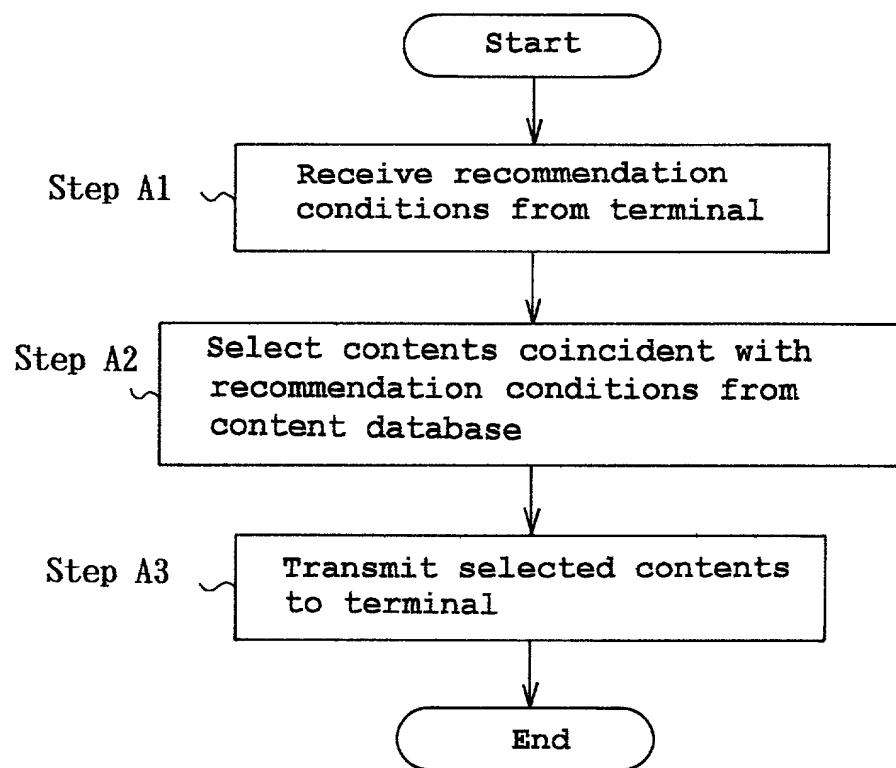 Start
Step A1
Receive recommendation
conditions from terminal
Step A2
Select contents coincident with
recommendation conditions from
content database
Step A3
Transmit selected contents
to terminal
End